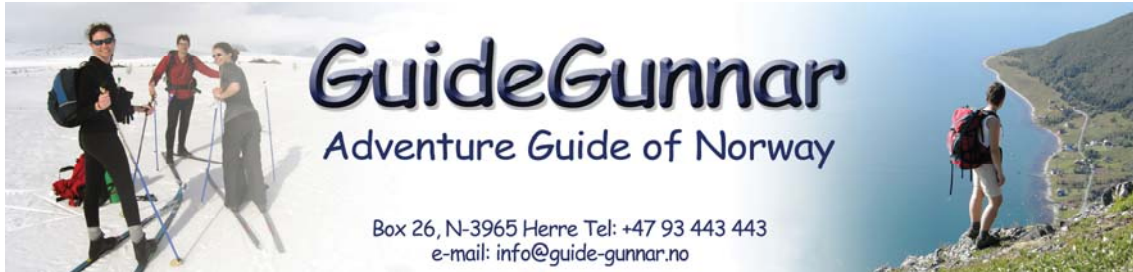 GuideGunnar
Adventure Guide of Norway
Box 26, N-3965 Herre Tel: +47 93 443 443
e-mail: info@guide-gunnar.no